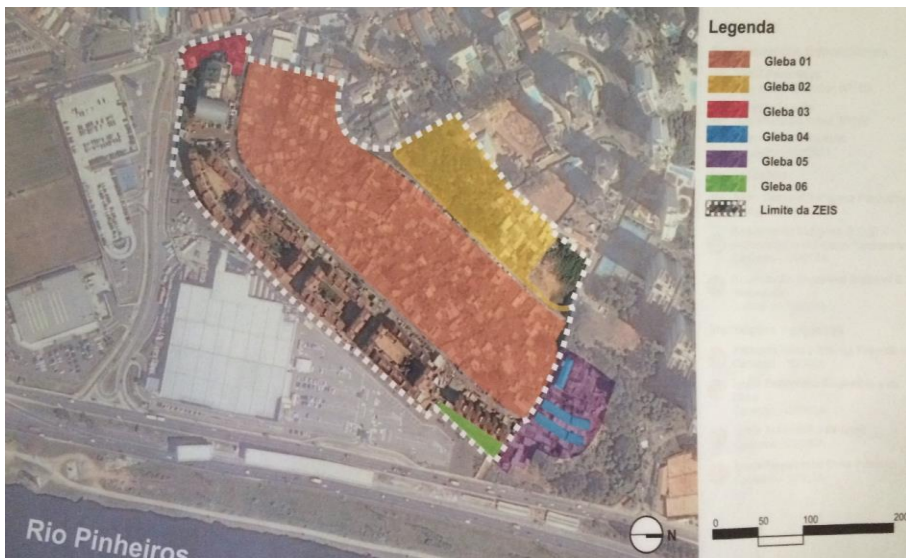 Legenda
Gleba 01
Gleba 02
Gleba 03
Gleba 04
Gleba 05
Gleba 06
Limite da ZEIS
0 50 100 200
N
Rio Pinheiros